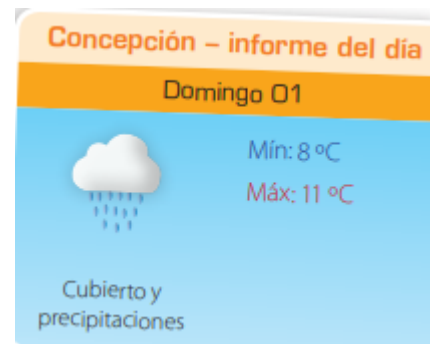 Concepción – informe del día
Domingo 01
Mín: 8 ºC
Máx: 11 ºC
Cubierto y
precipitaciones